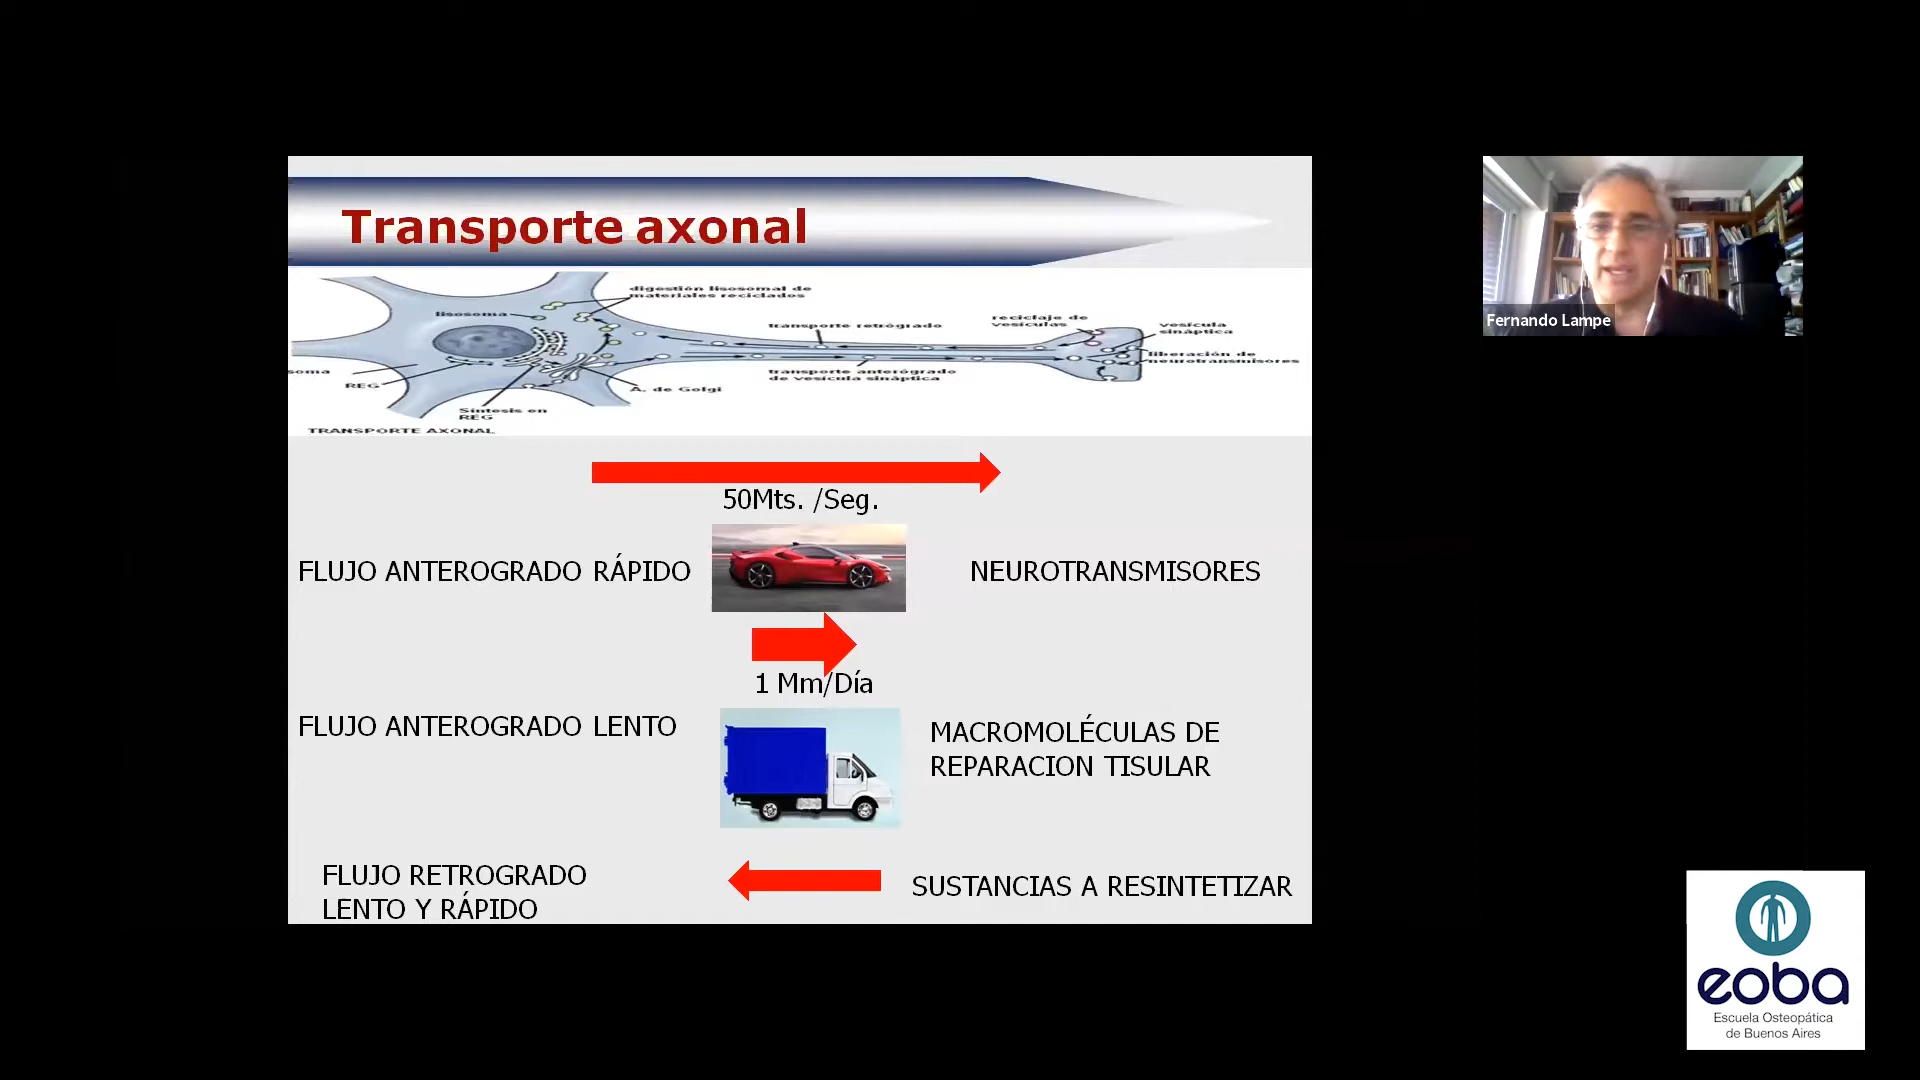 Transporte axonal
digestión lisosomal de
materiales reciclados
lisosoma
transporte retrógrado
reciclaje de
vesículas
vesícula
sináptica
liberación de
neurotransmisores
soma
REG
transporte anterógrado
de vesícula sináptica
A. de Golgi
Síntesis en
REG
TRANSPORTE AXONAL
50Mts. /Seg.
FLUJO ANTEROGRADO RÁPIDO
NEUROTRANSMISORES
1 Mm/Día
FLUJO ANTEROGRADO LENTO
MACROMOLÉCULAS DE
REPARACION TISULAR
FLUJO RETROGRADO
LENTO Y RÁPIDO
SUSTANCIAS A RESINTETIZAR
Fernando Lampe
eoba
Escuela Osteopática
de Buenos Aires